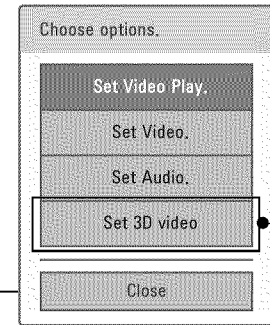 Choose options.
Set Video Play.
Set Video.
Set Audio.
Set 3D video
Close